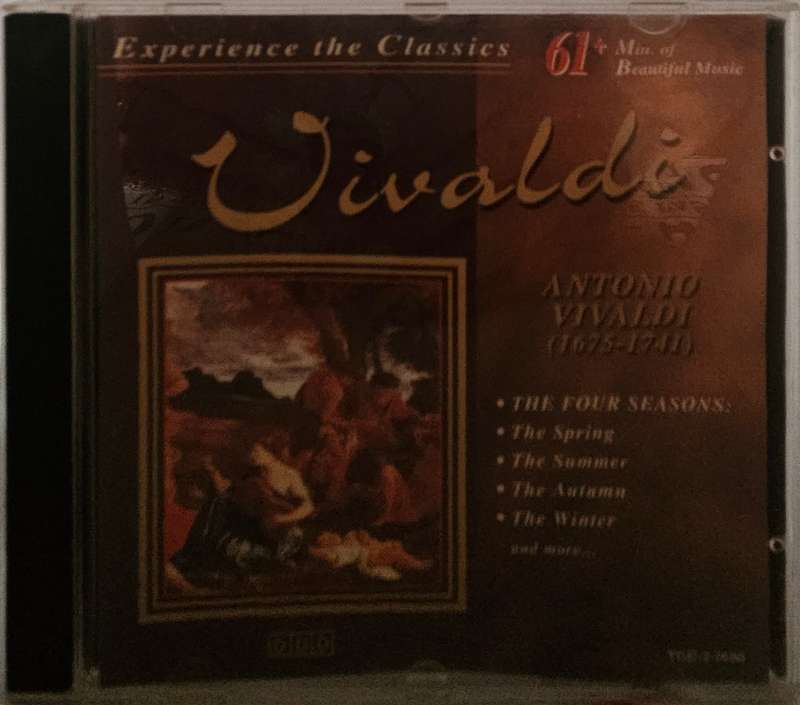 Experience the Classics
61+ Min. of
Beautiful Music
Vivaldi
ANTONIO
VIVALDI
(1675-1741)
• THE FOUR SEASONS:
• The Spring
• The Summer
• The Autumn
• The Winter
and more...